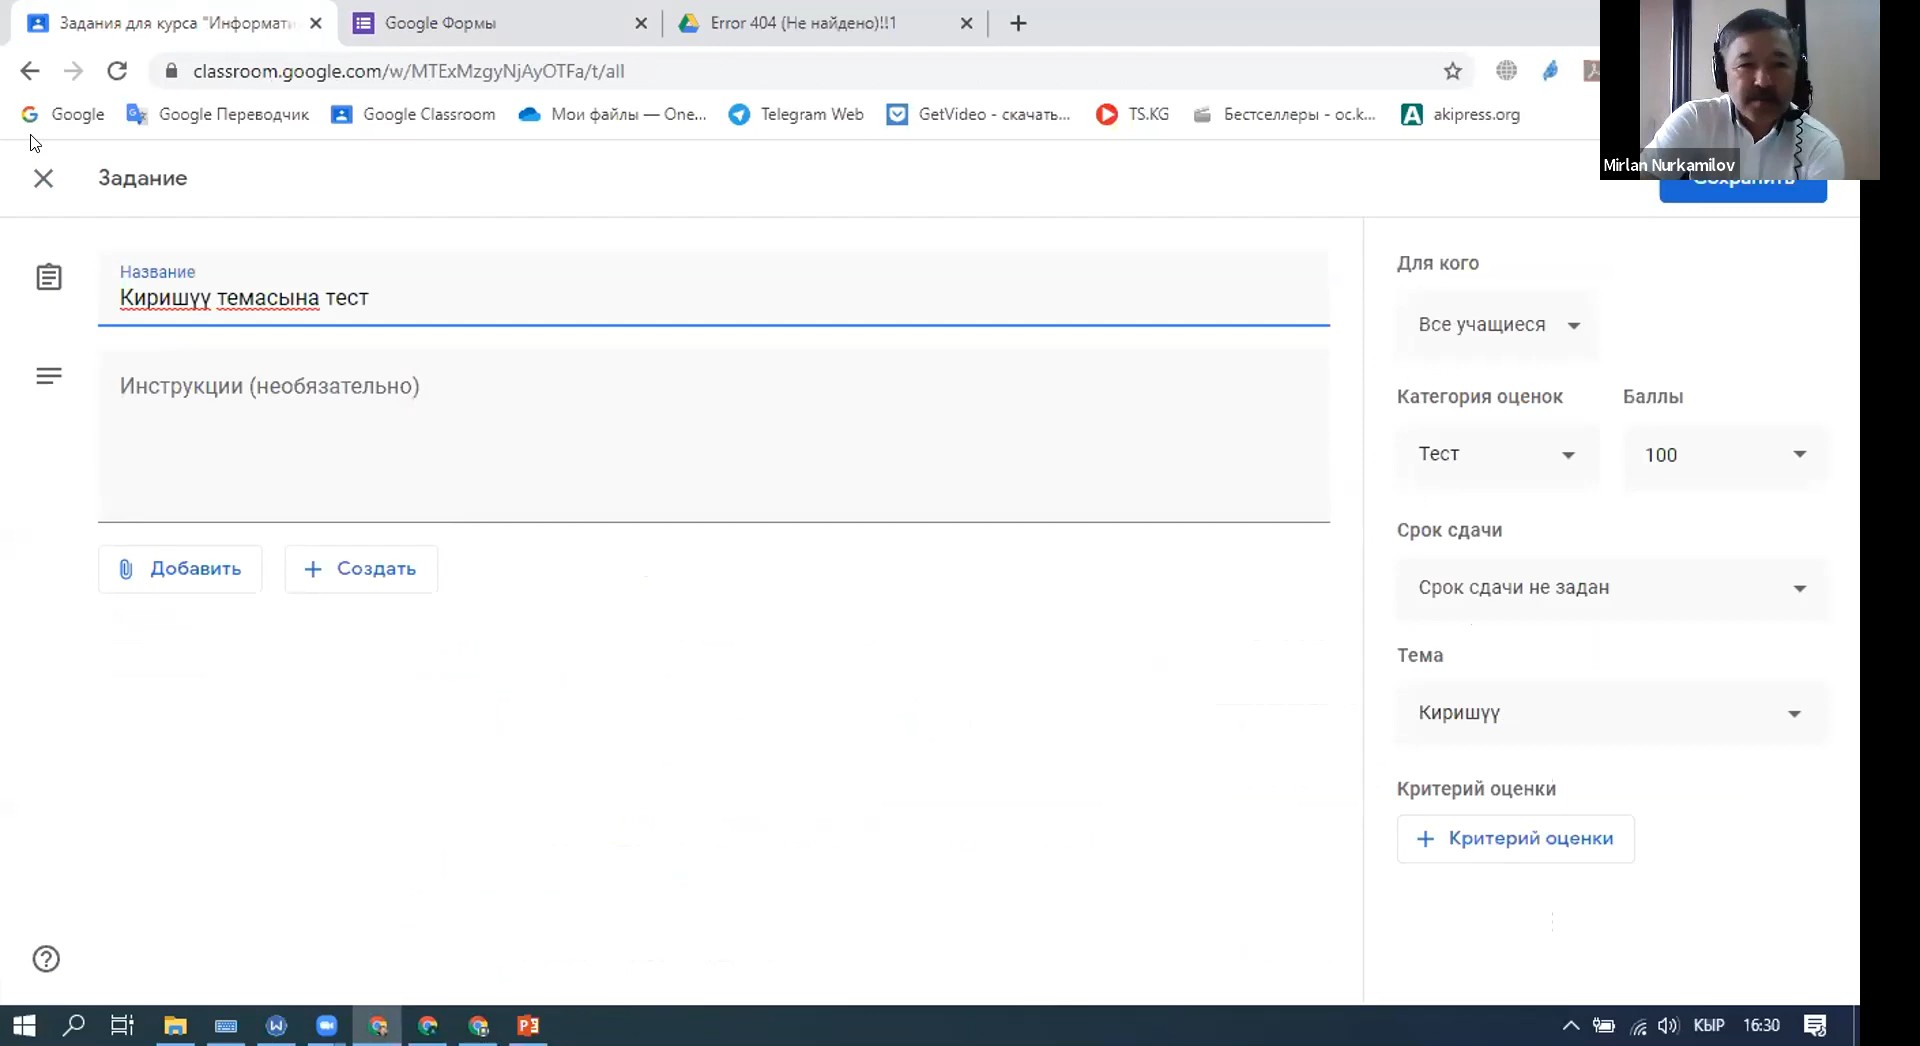 Задания для курса "Информати
Google Формы
Error 404 (Не найдено)!!1
classroom.google.com/w/MTExMzgyNjAyOTFa/t/all
Google
Google Переводчик
Google Classroom
Мои файлы — One...
Telegram Web
GetVideo - скачать...
TS.KG
Бестселлеры - oc.k...
akipress.org
Mirlan Nurkamilov
Задание
Сохранить
Название
Киришүү темасына тест
Инструкции (необязательно)
Добавить
Создать
Для кого
Все учащиеся
Категория оценок
Баллы
Тест
100
Срок сдачи
Срок сдачи не задан
Тема
Киришүү
Критерий оценки
Критерий оценки
КЫР
16:30